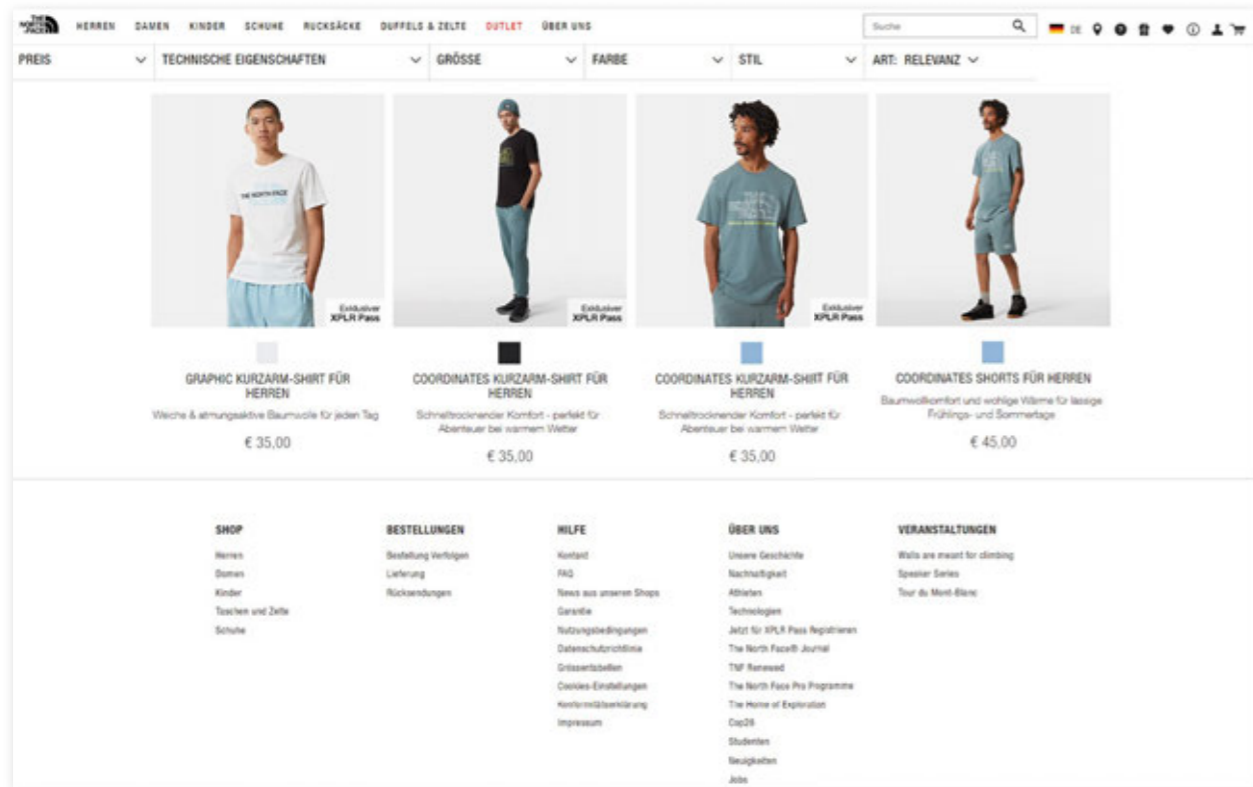 THE NORTH FACE HERREN DAMEN KINDER SCHUHE RUCKSÄCKE DUFFELS & ZELTE OUTLET ÜBER UNS Suche DE
PREIS TECHNISCHE EIGENSCHAFTEN GRÖSSE FARBE STIL ART: RELEVANZ
THE NORTH FACE
Exklusiver
XPLR Pass
Exklusiver
XPLR Pass
Exklusiver
XPLR Pass
GRAPHIC KURZARM-SHIRT FÜR
HERREN
Weiche & atmungsaktive Baumwolle für jeden Tag
€ 35,00
COORDINATES KURZARM-SHIRT FÜR
HERREN
Schnelltrocknender Komfort - perfekt für
Abenteuer bei warmem Wetter
€ 35,00
COORDINATES KURZARM-SHIRT FÜR
HERREN
Schnelltrocknender Komfort - perfekt für
Abenteuer bei warmem Wetter
€ 35,00
COORDINATES SHORTS FÜR HERREN
Baumwollkomfort und wohlige Wärme für lässige
Frühlings- und Sommertage
€ 45,00
SHOP
Herren
Damen
Kinder
Taschen und Zelte
Schuhe
BESTELLUNGEN
Bestellung Verfolgen
Lieferung
Rücksendungen
HILFE
Kontakt
FAQ
News aus unseren Shops
Garantie
Nutzungsbedingungen
Datenschutzrichtlinie
Grössentabellen
Cookies-Einstellungen
Konformitätserklärung
Impressum
ÜBER UNS
Unsere Geschichte
Nachhaltigkeit
Athleten
Technologien
Jetzt für XPLR Pass Registrieren
The North Face® Journal
TNF Renewed
The North Face Pro Programme
The Home of Exploration
Cop26
Studenten
Neuigkeiten
Jobs
VERANSTALTUNGEN
Walls are meant for climbing
Speaker Series
Tour du Mont-Blanc